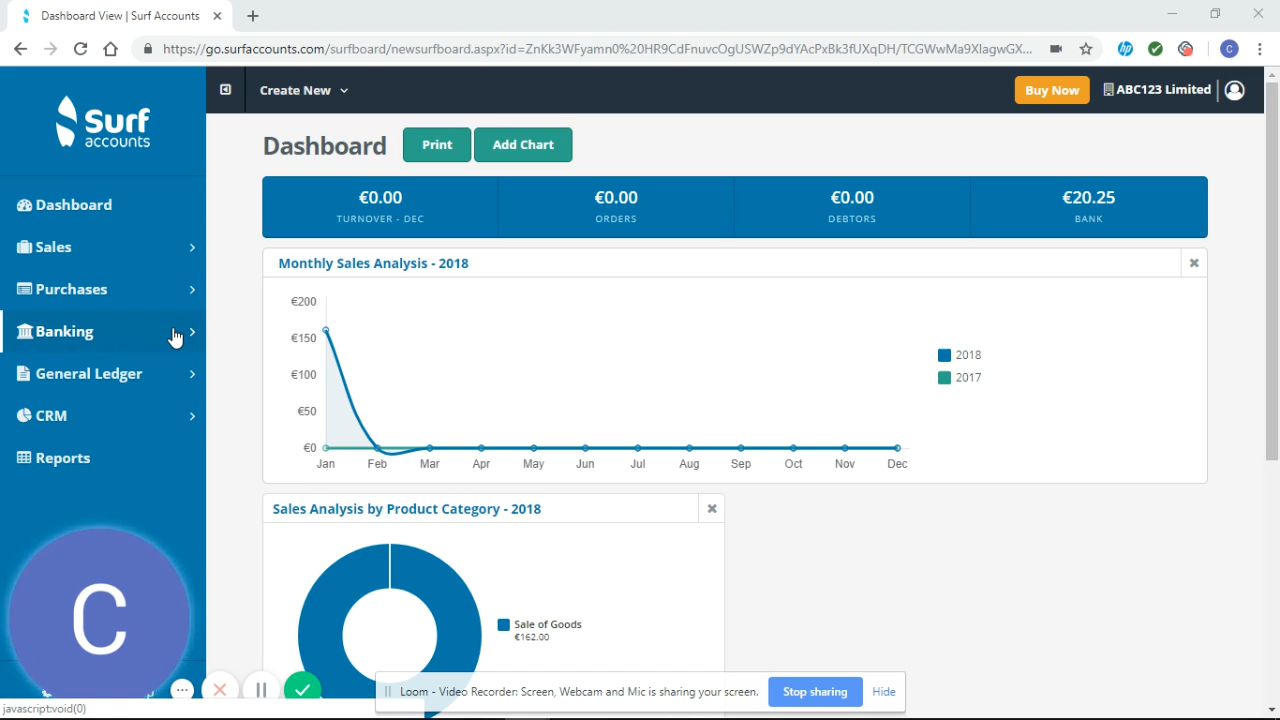 Dashboard View | Surf Accounts
https://go.surfaccounts.com/surfboard/newsurfboard.aspx?id=ZnKk3WFyamn0%20HR9CdFnuvcOgUSWZp9dYAcPxBk3fUXqDH/TCGWwMa9XlagwGX...
C
Surf
accounts
Create New
Buy Now
ABC123 Limited
Dashboard
Sales
Purchases
Banking
General Ledger
CRM
Reports
Dashboard
Print
Add Chart
€0.00
TURNOVER - DEC
€0.00
ORDERS
€0.00
DEBTORS
€20.25
BANK
Monthly Sales Analysis - 2018
€200
€150
€100
€50
€0
Jan Feb Mar Apr May Jun Jul Aug Sep Oct Nov Dec
2018
2017
Sales Analysis by Product Category - 2018
Sale of Goods
€162.00
C
Loom - Video Recorder: Screen, Webcam and Mic is sharing your screen.
Stop sharing
Hide
javascript:void(0)